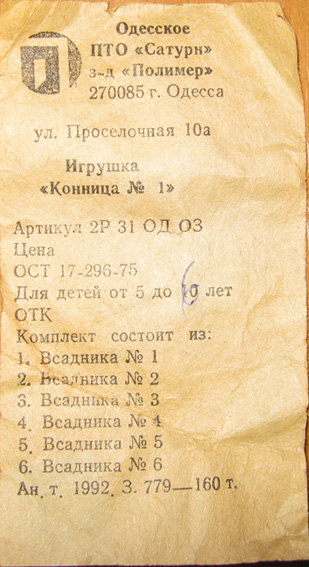 Одесское
ПТО «Сатурн»
з-д «Полимер»
270085 г. Одесса
ул. Проселочная 10а
Игрушка
«Конница № 1»
Артикул 2Р 31 ОД ОЗ
Цена
ОСТ 17-296-75
Для детей от 5 до 10 лет
ОТК
Комплект состоит из:
1. Всадника № 1
2. Всадника № 2
3. Всадника № 3
4. Всадника № 4
5. Всадника № 5
6. Всадника № 6
Ан. т. 1992. З. 779—160 т.